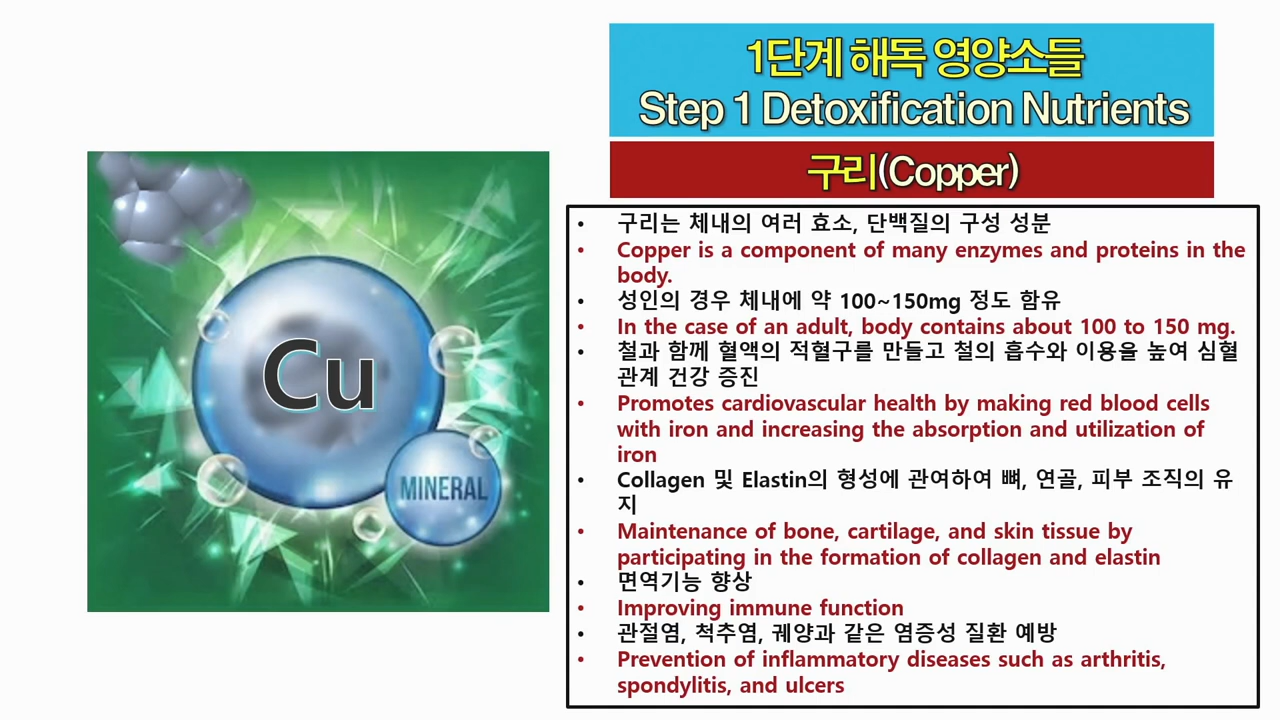 1단계 해독 영양소들
Step 1 Detoxification Nutrients
구리(Copper)
Cu
MINERAL
• 구리는 체내의 여러 효소, 단백질의 구성 성분
• Copper is a component of many enzymes and proteins in the
body.
• 성인의 경우 체내에 약 100~150mg 정도 함유
• In the case of an adult, body contains about 100 to 150 mg.
• 철과 함께 혈액의 적혈구를 만들고 철의 흡수와 이용을 높여 심혈
관계 건강 증진
• Promotes cardiovascular health by making red blood cells
with iron and increasing the absorption and utilization of
iron
• Collagen 및 Elastin의 형성에 관여하여 뼈, 연골, 피부 조직의 유
지
• Maintenance of bone, cartilage, and skin tissue by
participating in the formation of collagen and elastin
• 면역기능 향상
• Improving immune function
• 관절염, 척추염, 궤양과 같은 염증성 질환 예방
• Prevention of inflammatory diseases such as arthritis,
spondylitis, and ulcers